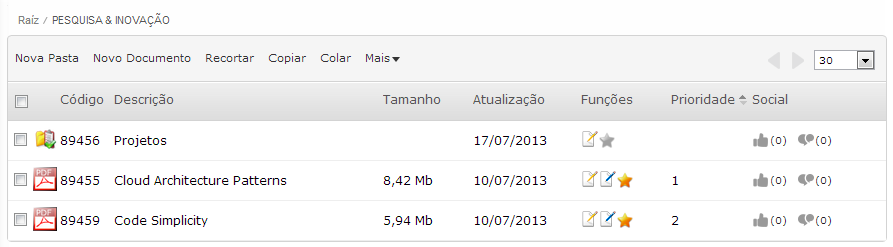 Raíz / PESQUISA & INOVAÇÃO
Nova Pasta Novo Documento Recortar Copiar Colar Mais 30
Código Descrição Tamanho Atualização Funções Prioridade Social
89456 Projetos 17/07/2013 (0) (0)
PDF 89455 Cloud Architecture Patterns 8,42 Mb 10/07/2013 1 (0) (0)
PDF 89459 Code Simplicity 5,94 Mb 10/07/2013 2 (0) (0)